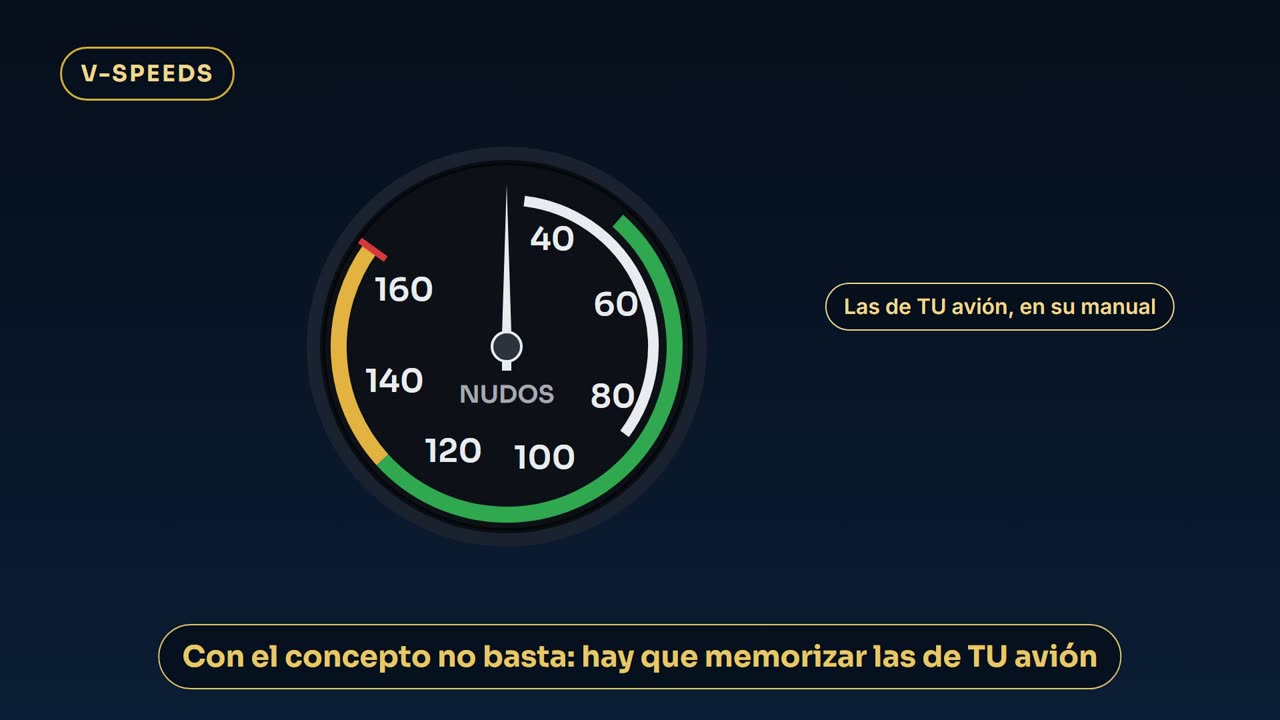 V-SPEEDS
40
60
80
100
120
140
160
NUDOS
Las de TU avión, en su manual
Con el concepto no basta: hay que memorizar las de TU avión